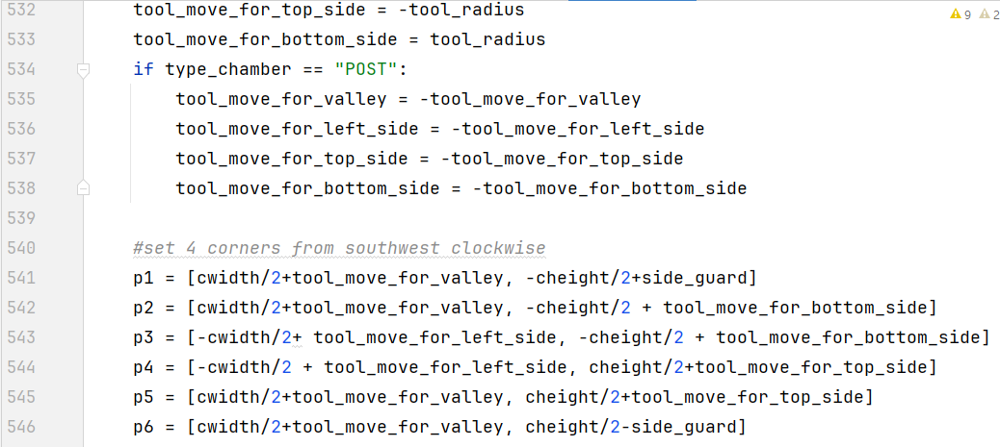 532 tool_move_for_top_side = -tool_radius
533 tool_move_for_bottom_side = tool_radius
534 if type_chamber == "POST":
535 tool_move_for_valley = -tool_move_for_valley
536 tool_move_for_left_side = -tool_move_for_left_side
537 tool_move_for_top_side = -tool_move_for_top_side
538 tool_move_for_bottom_side = -tool_move_for_bottom_side
539
540 #set 4 corners from southwest clockwise
541 p1 = [cwidth/2+tool_move_for_valley, -cheight/2+side_guard]
542 p2 = [cwidth/2+tool_move_for_valley, -cheight/2 + tool_move_for_bottom_side]
543 p3 = [-cwidth/2+ tool_move_for_left_side, -cheight/2 + tool_move_for_bottom_side]
544 p4 = [-cwidth/2 + tool_move_for_left_side, cheight/2+tool_move_for_top_side]
545 p5 = [cwidth/2+tool_move_for_valley, cheight/2+tool_move_for_top_side]
546 p6 = [cwidth/2+tool_move_for_valley, cheight/2-side_guard]
9 2